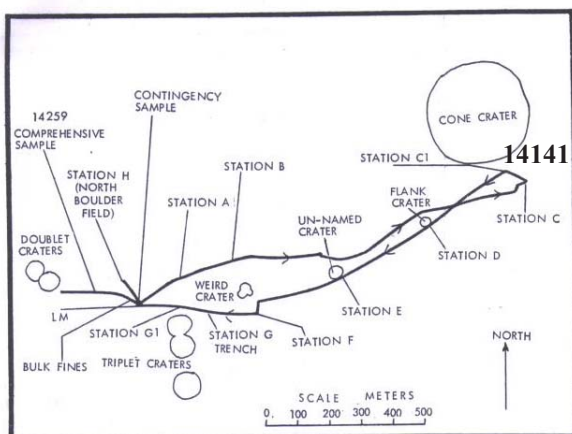 CONE CRATER
CONTINGENCY
SAMPLE
14259
COMPREHENSIVE
SAMPLE
STATION C1
14141
STATION B
STATION H
(NORTH
BOULDER
FIELD)
STATION A
FLANK
CRATER
STATION C
UN-NAMED
CRATER
STATION D
DOUBLET
CRATERS
WEIRD
CRATER
STATION E
LM
STATION G1
STATION G
TRENCH
STATION F
BULK FINES
TRIPLET CRATERS
NORTH
SCALE METERS
0 100 200 300 400 500